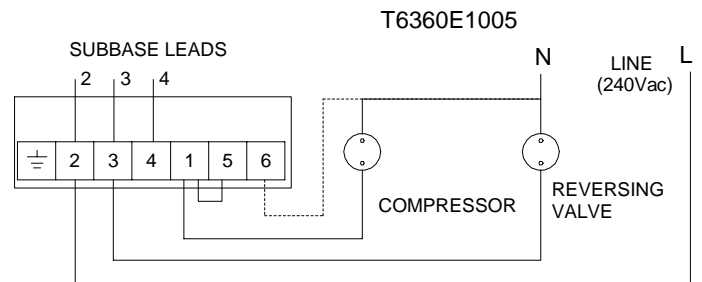 T6360E1005
SUBBASE LEADS
2 3 4
N
LINE
(240Vac)
L
2 3 4 1 5 6
COMPRESSOR
REVERSING
VALVE